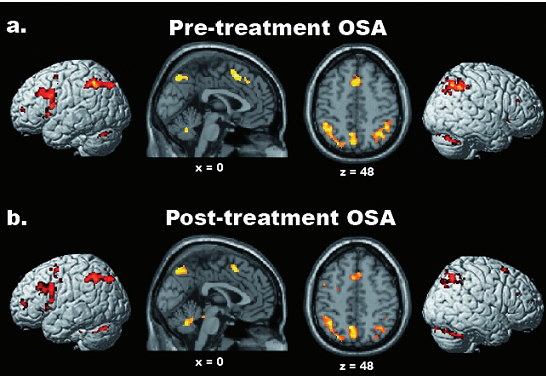 a.
Pre-treatment OSA
x = 0
z = 48
b.
Post-treatment OSA
x = 0
z = 48